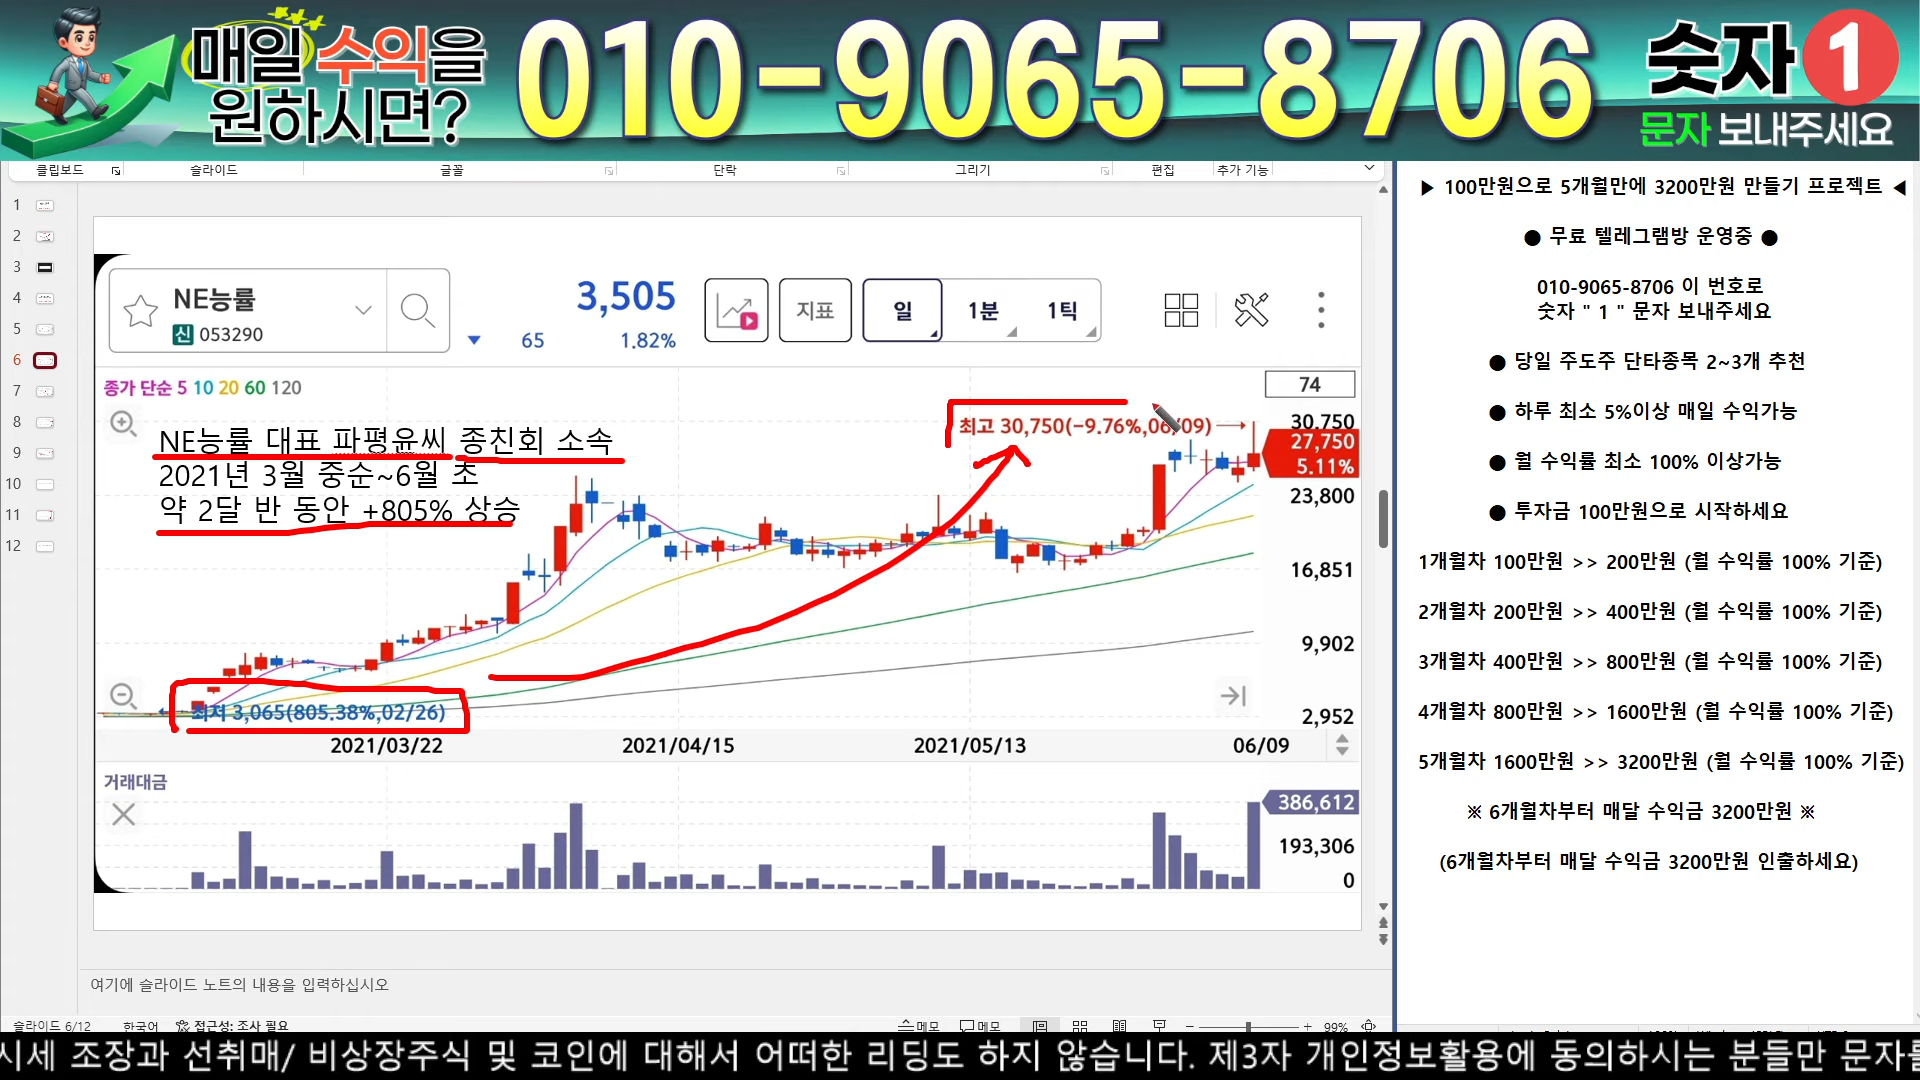 매일 수익을
원하시면?
010-9065-8706
숫자 1
문자 보내주세요
클립보드 슬라이드 글꼴 단락 그리기 편집 추가 기능
1
2
3
4
5
6
7
8
9
10
11
12
NE능률
신 053290
3,505
65 1.82%
지표
일 1분 1틱
종가 단순 5 10 20 60 120
74
NE능률 대표 파평윤씨 종친회 소속
2021년 3월 중순~6월 초
약 2달 반 동안 +805% 상승
최고 30,750(-9.76%,06/09)
30,750
27,750
5.11%
23,800
16,851
9,902
2,952
최저 3,065(805.38%,02/26)
2021/03/22 2021/04/15 2021/05/13 06/09
거래대금
386,612
193,306
0
여기에 슬라이드 노트의 내용을 입력하십시오
슬라이드 6/12 한국어 접근성: 조사 필요 메모 메모 99%
▶ 100만원으로 5개월만에 3200만원 만들기 프로젝트 ◀
● 무료 텔레그램방 운영중 ●
010-9065-8706 이 번호로
숫자 " 1 " 문자 보내주세요
● 당일 주도주 단타종목 2~3개 추천
● 하루 최소 5%이상 매일 수익가능
● 월 수익률 최소 100% 이상가능
● 투자금 100만원으로 시작하세요
1개월차 100만원 >> 200만원 (월 수익률 100% 기준)
2개월차 200만원 >> 400만원 (월 수익률 100% 기준)
3개월차 400만원 >> 800만원 (월 수익률 100% 기준)
4개월차 800만원 >> 1600만원 (월 수익률 100% 기준)
5개월차 1600만원 >> 3200만원 (월 수익률 100% 기준)
※ 6개월차부터 매달 수익금 3200만원 ※
(6개월차부터 매달 수익금 3200만원 인출하세요)
시세 조장과 선취매/ 비상장주식 및 코인에 대해서 어떠한 리딩도 하지 않습니다. 제3자 개인정보활용에 동의하시는 분들만 문자를